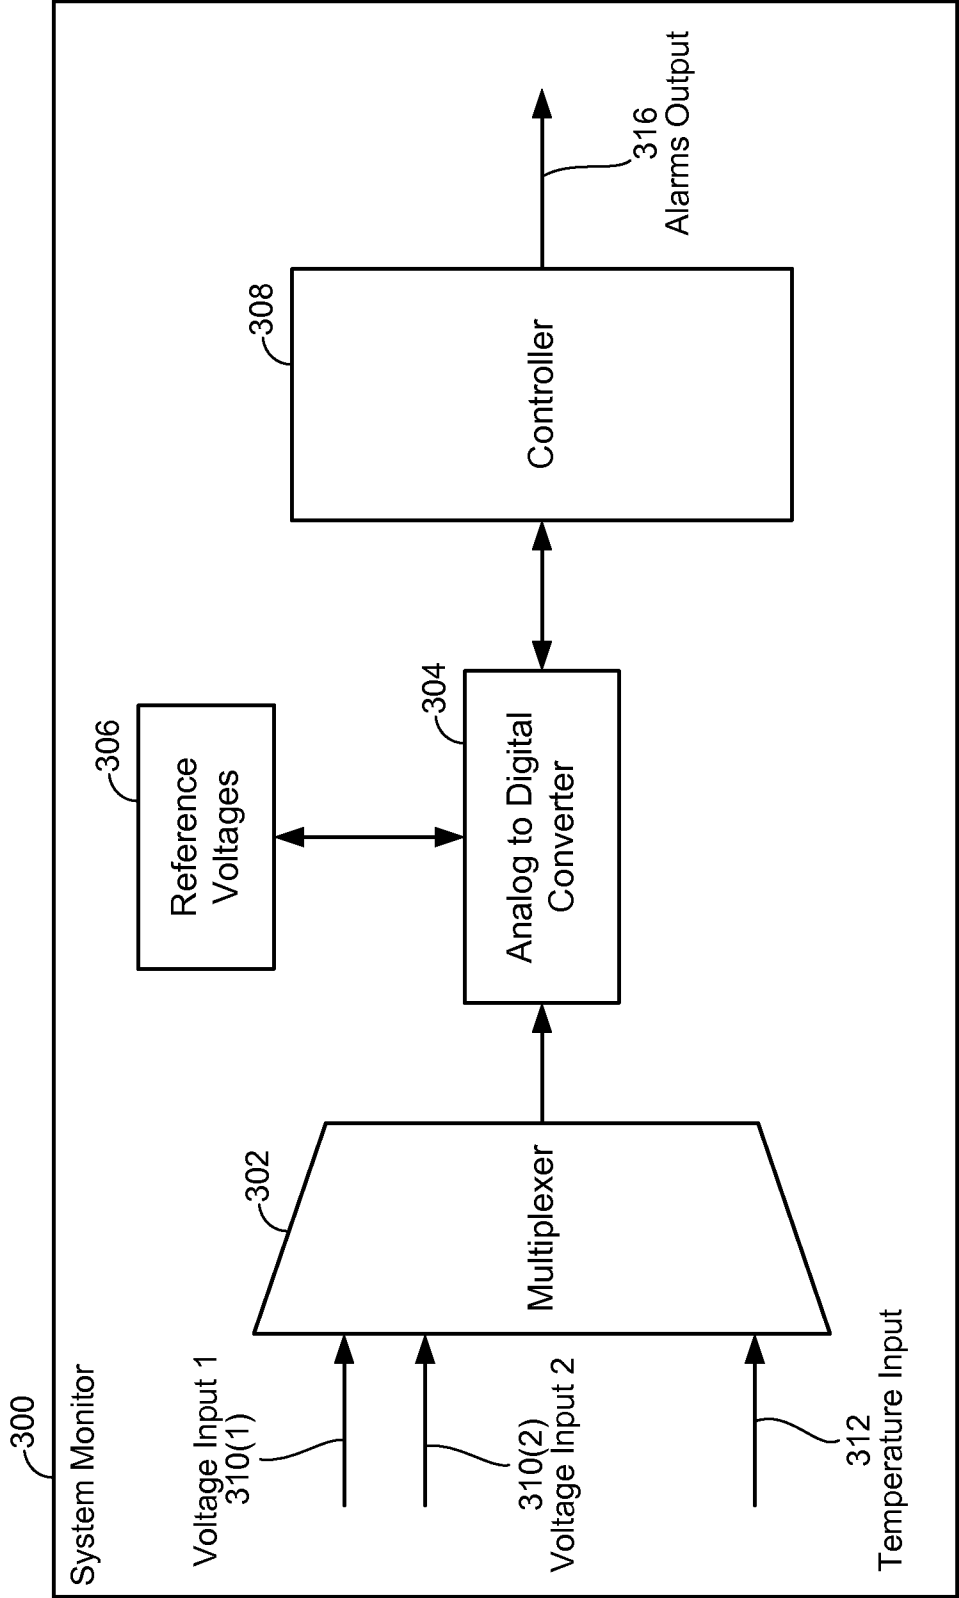 300
System Monitor
Voltage Input 1
310(1)
310(2)
Voltage Input 2
312
Temperature Input
302
Multiplexer
306
Reference
Voltages
304
Analog to Digital
Converter
308
Controller
316
Alarms Output